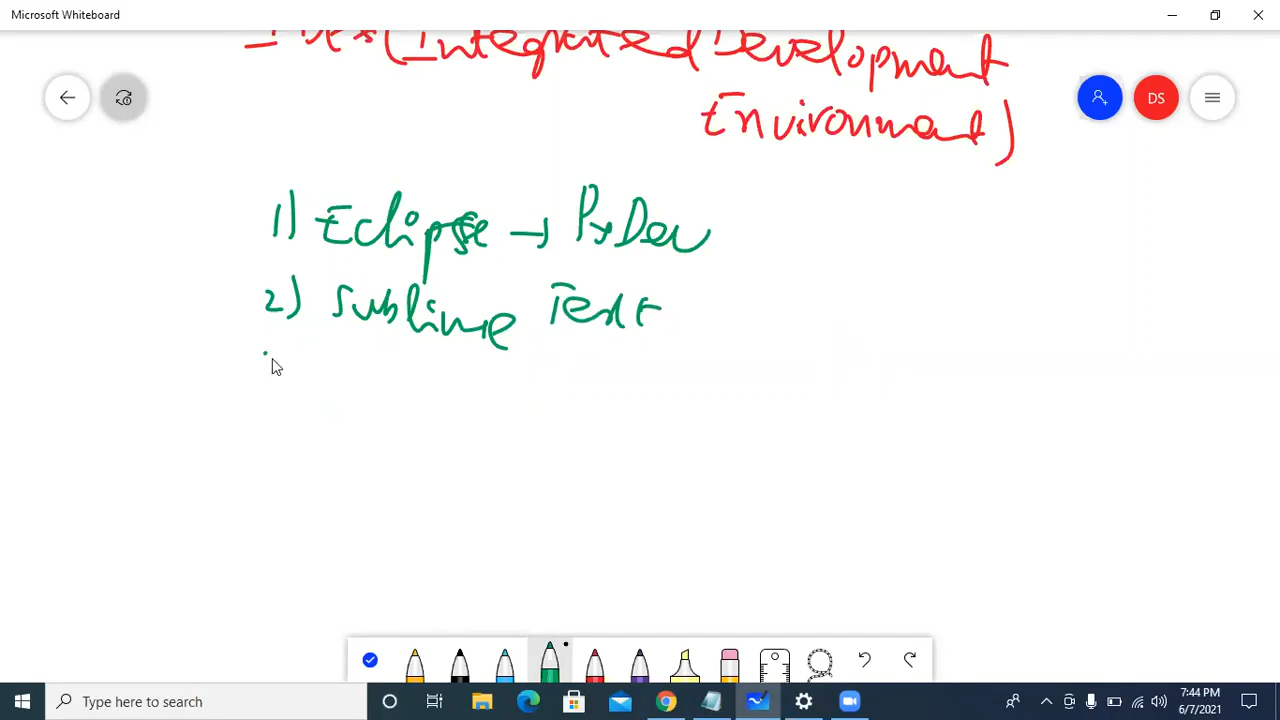 Microsoft Whiteboard
IDEs (Integrated Development
Environment)
DS
1) Eclipse → PyDev
2) Sublime Text
Type here to search
7:44 PM
6/7/2021